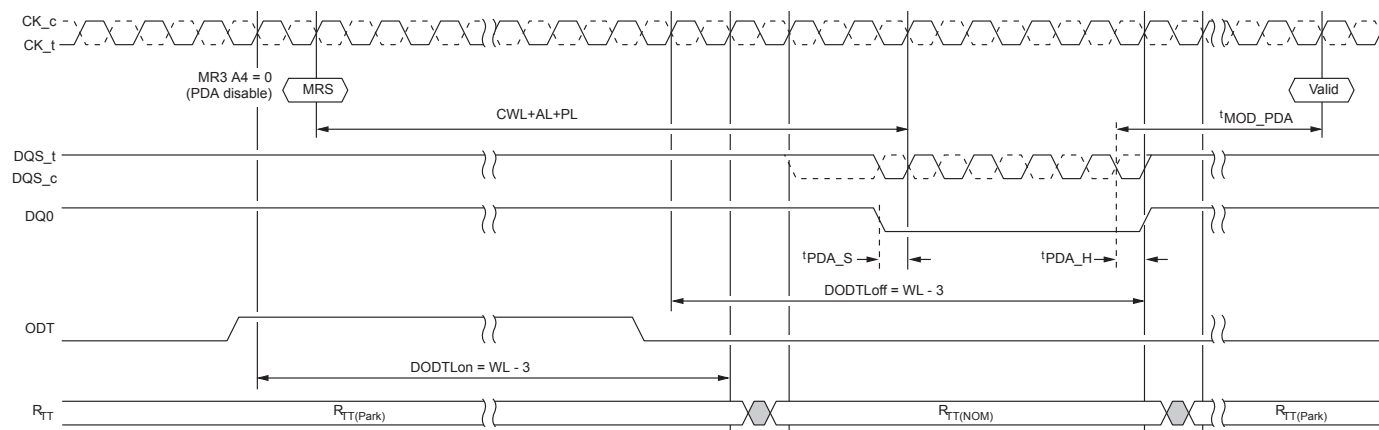 CK_c
CK_t
MR3 A4 = 0
(PDA disable)
MRS
Valid
CWL+AL+PL
tMOD_PDA
DQS_t
DQS_c
DQ0
tPDA_S
tPDA_H
DODTLoff = WL - 3
ODT
DODTLon = WL - 3
RTT
RTT(Park)
RTT(NOM)
RTT(Park)